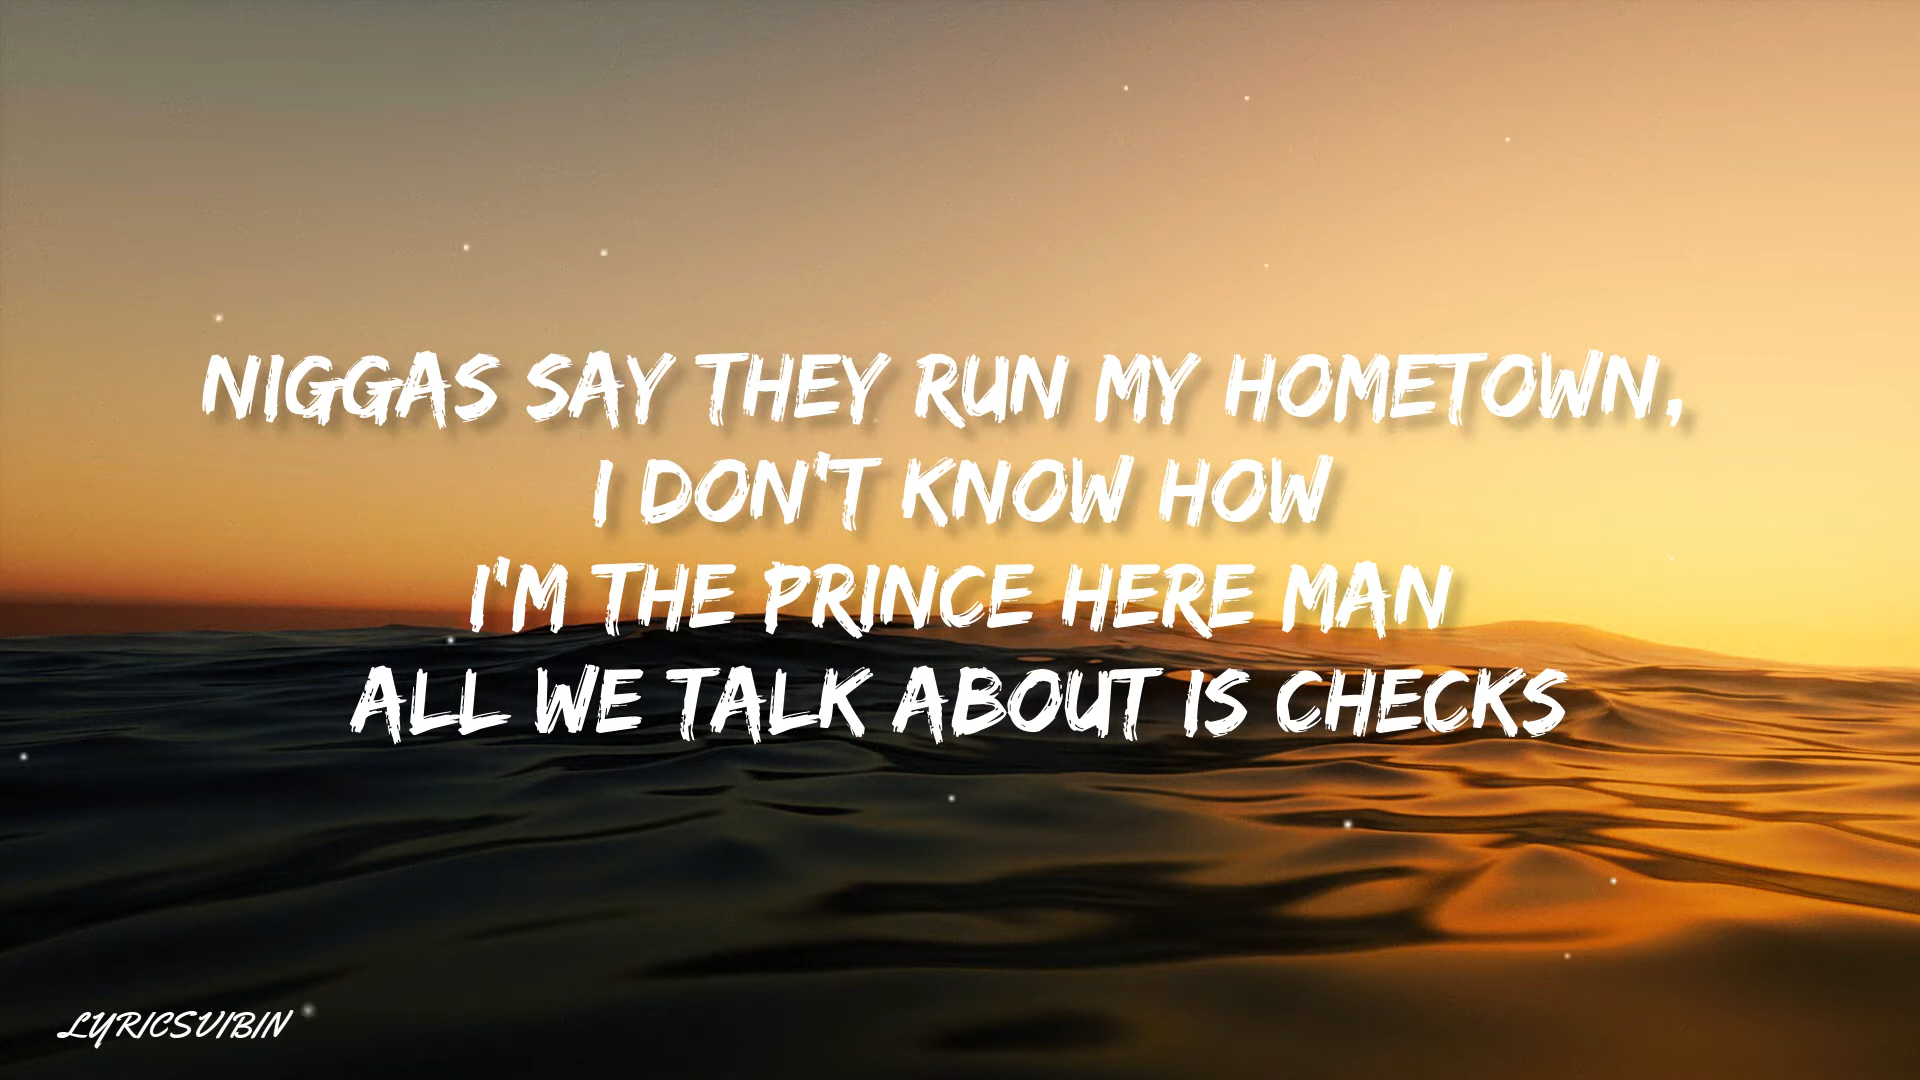 NIGGAS SAY THEY RUN MY HOMETOWN,
I DON'T KNOW HOW
I'M THE PRINCE HERE MAN
ALL WE TALK ABOUT IS CHECKS
LYRICSVIBIN